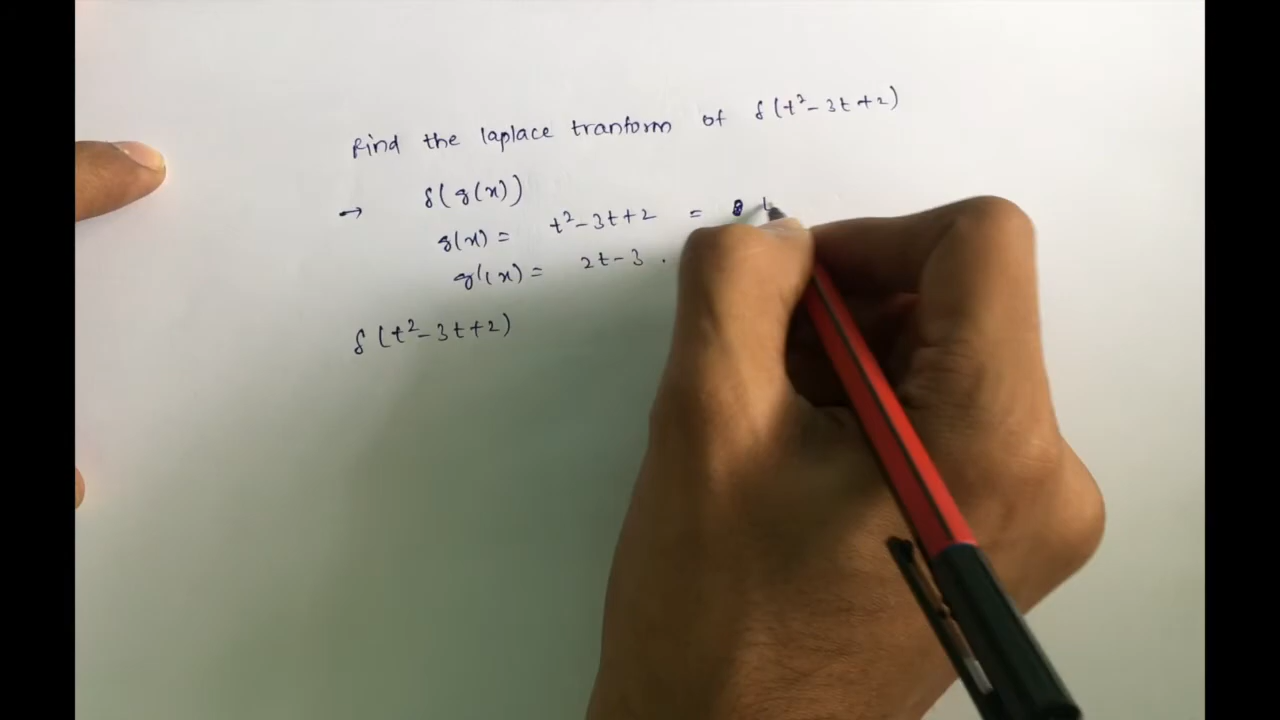 Find the laplace tranform of δ(t²-3t+2)
→ δ(g(x))
g(x) = t²-3t+2 =
g'(x) = 2t-3.
δ(t²-3t+2)